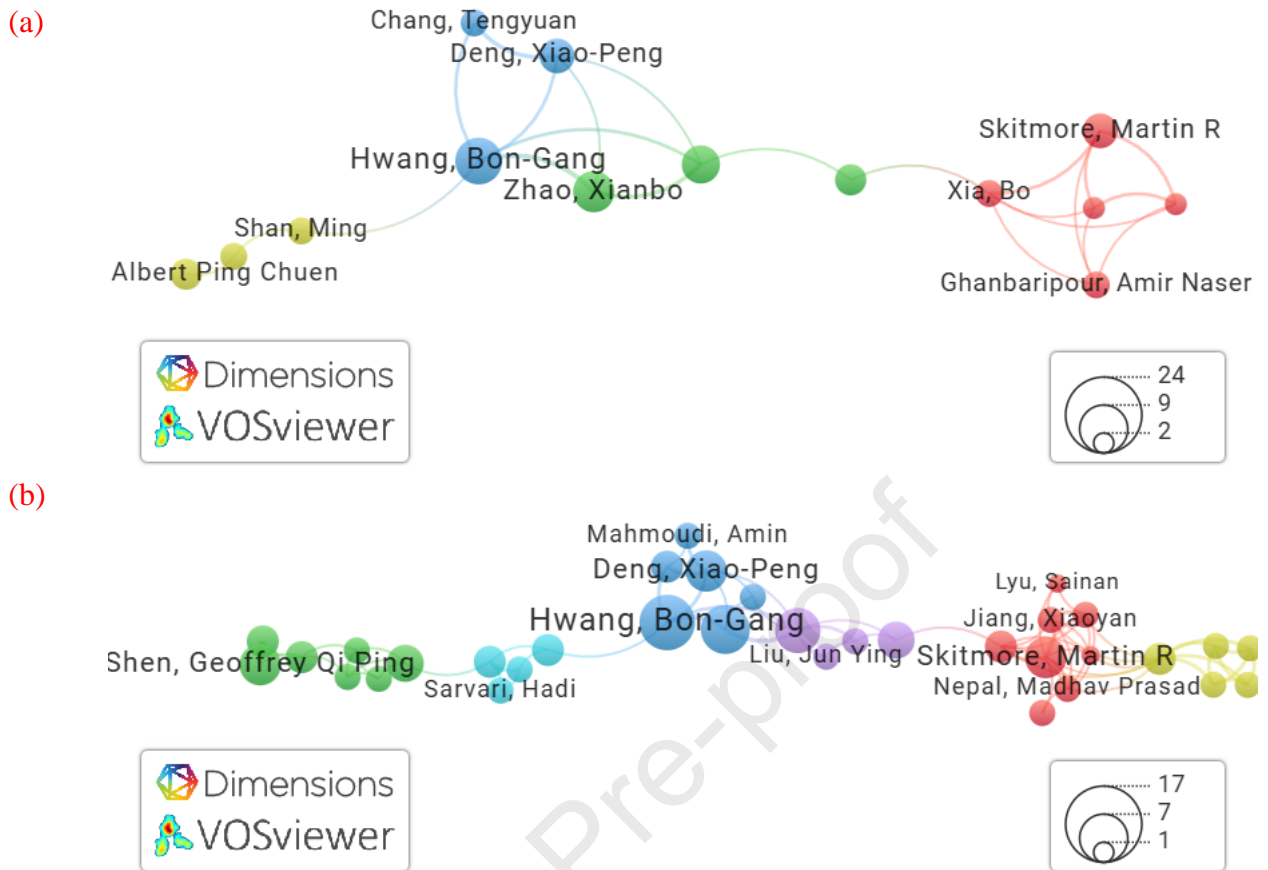 (a)
Chang, Tengyuan
Deng, Xiao-Peng
Skitmore, Martin R
Hwang, Bon-Gang
Zhao, Xianbo
Xia, Bo
Shan, Ming
Albert Ping Chuen
Ghanbaripour, Amir Naser
Dimensions
VOSviewer
24
9
2
(b)
Mahmoudi, Amin
Deng, Xiao-Peng
Lyu, Sainan
Hwang, Bon-Gang
Jiang, Xiaoyan
Shen, Geoffrey Qi Ping
Liu, Jun Ying
Skitmore, Martin R
Sarvari, Hadi
Nepal, Madhav Prasad
Pre-proof
Dimensions
VOSviewer
17
7
1